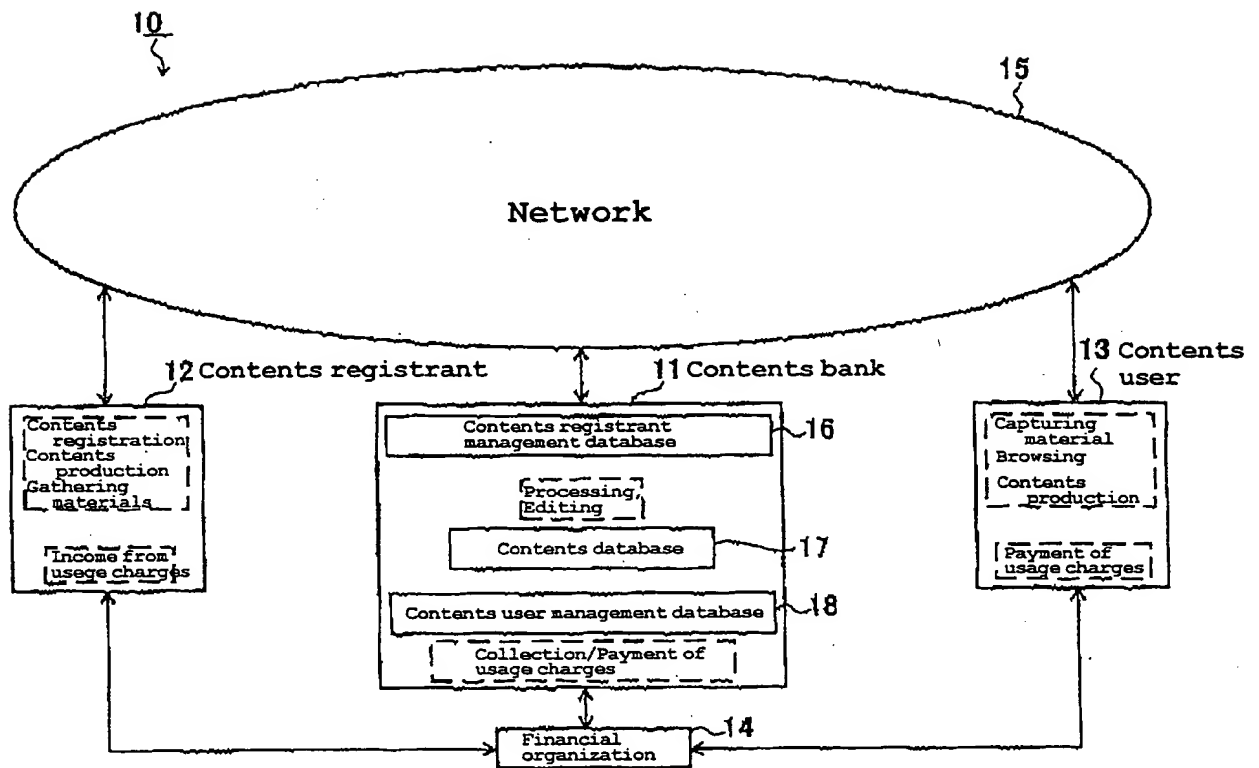 10
15
Network
12 Contents registrant
11 Contents bank
13 Contents
user
Contents
registration
Contents
production
Gathering
materials
Income from
usege charges
Contents registrant
management database
16
Processing,
Editing
Contents database
17
Contents user management database
18
Collection/Payment of
usage charges
Capturing
material
Browsing
Contents
production
Payment of
usage charges
Financial
organization
14